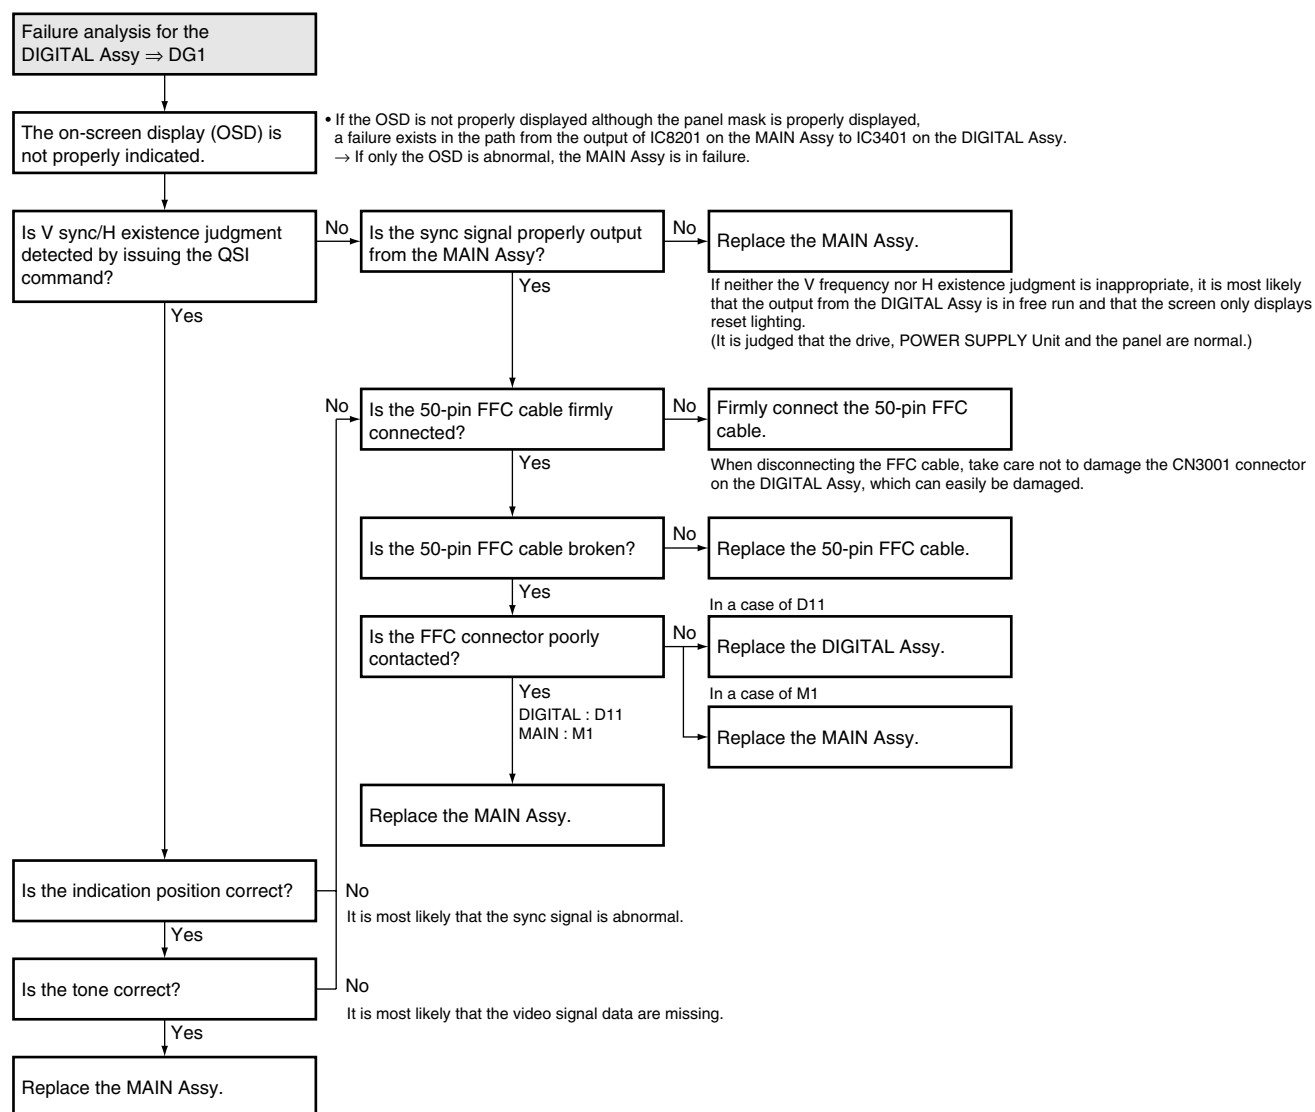 Failure analysis for the
DIGITAL Assy ⇒ DG1
The on-screen display (OSD) is
not properly indicated.
• If the OSD is not properly displayed although the panel mask is properly displayed,
a failure exists in the path from the output of IC8201 on the MAIN Assy to IC3401 on the DIGITAL Assy.
→ If only the OSD is abnormal, the MAIN Assy is in failure.
Is V sync/H existence judgment
detected by issuing the QSI
command?
No
Is the sync signal properly output
from the MAIN Assy?
No
Replace the MAIN Assy.
If neither the V frequency nor H existence judgment is inappropriate, it is most likely
that the output from the DIGITAL Assy is in free run and that the screen only displays
reset lighting.
(It is judged that the drive, POWER SUPPLY Unit and the panel are normal.)
Yes
Yes
No
Is the 50-pin FFC cable firmly
connected?
No
Firmly connect the 50-pin FFC
cable.
When disconnecting the FFC cable, take care not to damage the CN3001 connector
on the DIGITAL Assy, which can easily be damaged.
Yes
Is the 50-pin FFC cable broken?
No
Replace the 50-pin FFC cable.
Yes
Is the FFC connector poorly
contacted?
No
In a case of D11
Replace the DIGITAL Assy.
In a case of M1
Replace the MAIN Assy.
Yes
DIGITAL : D11
MAIN : M1
Replace the MAIN Assy.
Is the indication position correct?
No
It is most likely that the sync signal is abnormal.
Yes
Is the tone correct?
No
It is most likely that the video signal data are missing.
Yes
Replace the MAIN Assy.